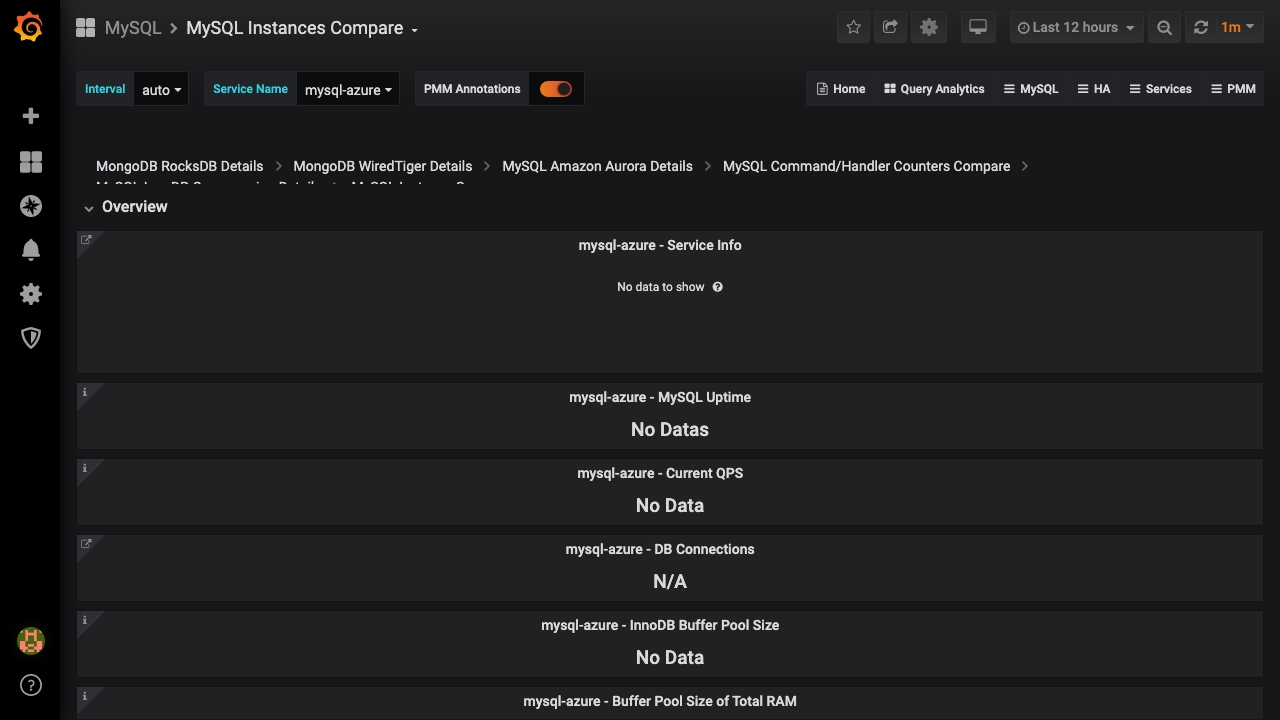 MySQL > MySQL Instances Compare
Last 12 hours
1m
Interval auto Service Name mysql-azure PMM Annotations
Home Query Analytics MySQL HA Services PMM
MongoDB RocksDB Details > MongoDB WiredTiger Details > MySQL Amazon Aurora Details > MySQL Command/Handler Counters Compare >
Overview
mysql-azure - Service Info
No data to show
mysql-azure - MySQL Uptime
No Datas
mysql-azure - Current QPS
No Data
mysql-azure - DB Connections
N/A
mysql-azure - InnoDB Buffer Pool Size
No Data
mysql-azure - Buffer Pool Size of Total RAM